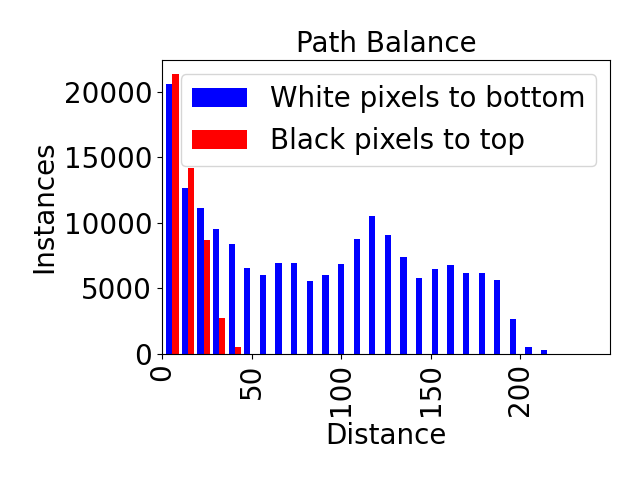 Path Balance
White pixels to bottom
Black pixels to top
Instances
20000
15000
10000
5000
0
0
50
100
150
200
Distance